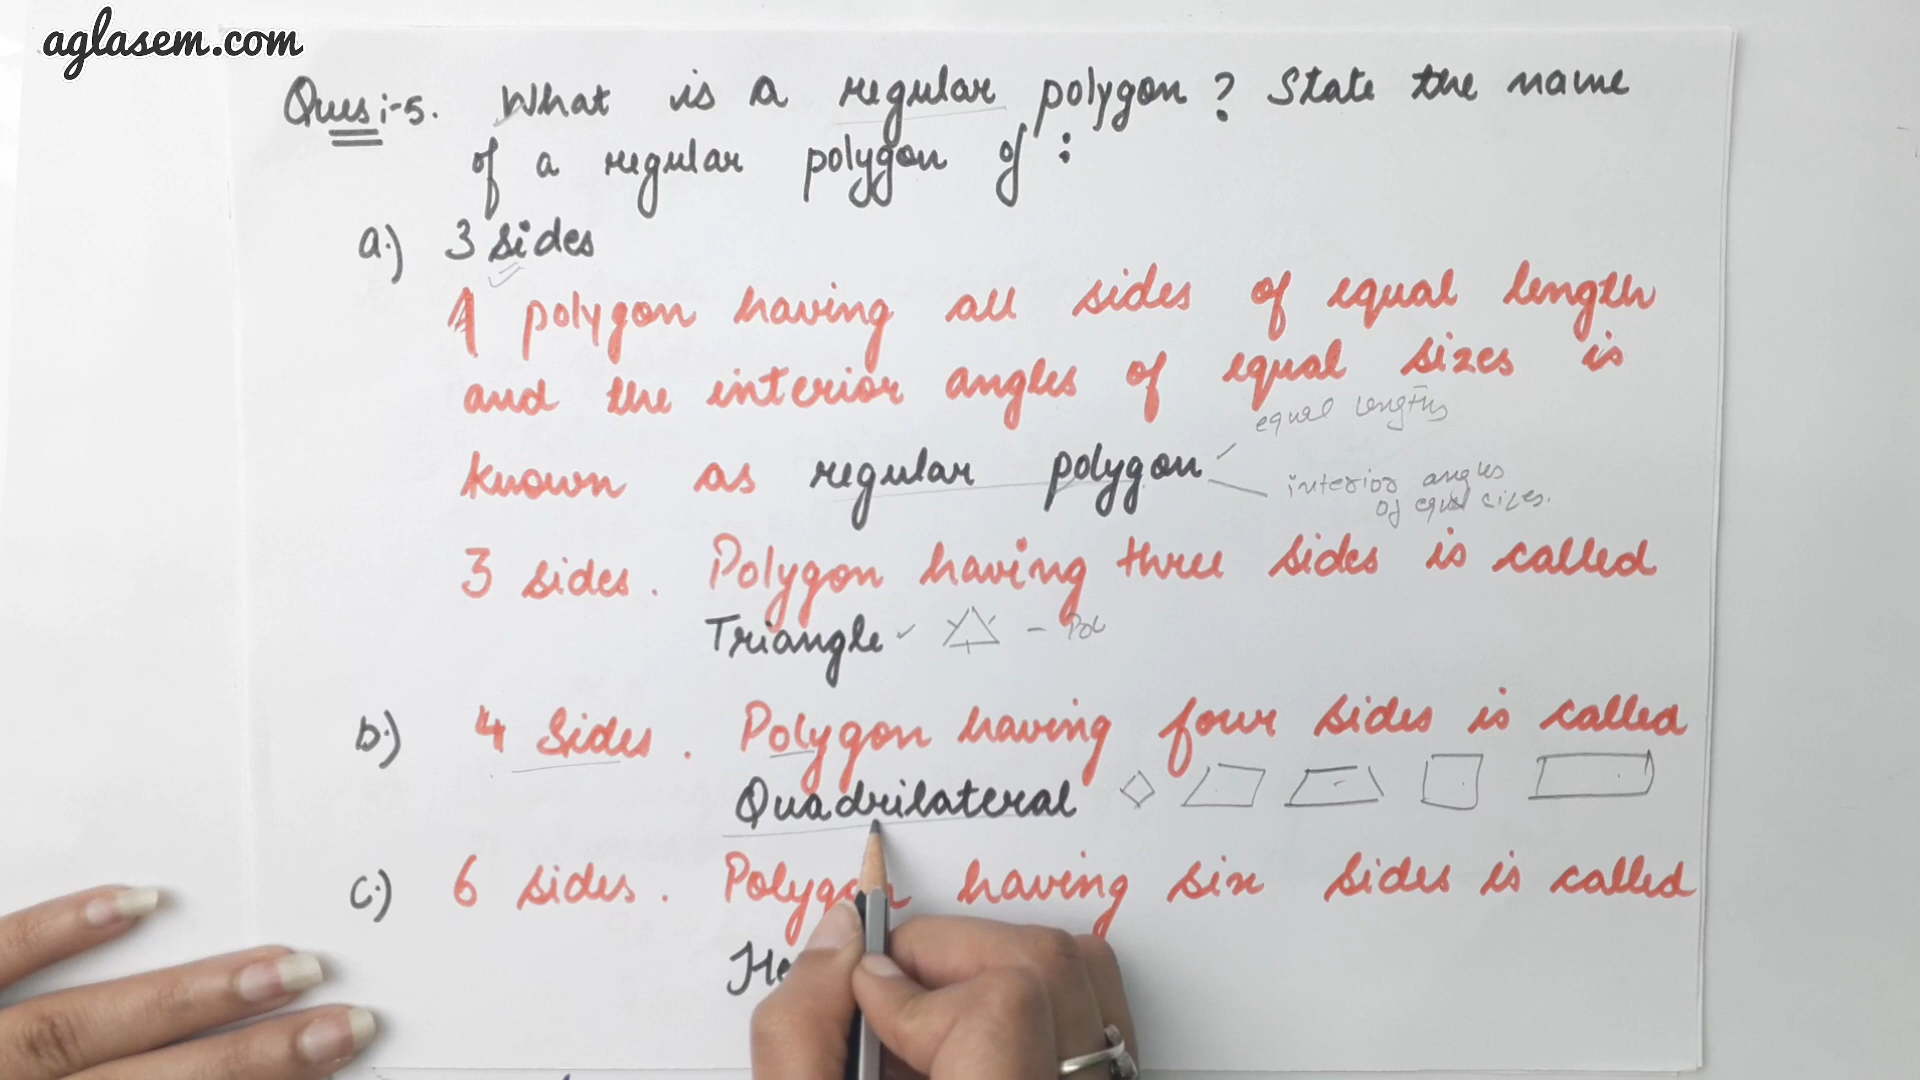 aglasem.com
Ques:-5. What is a regular polygon? State the name
of a regular polygon of :
a.) 3 sides
A polygon having all sides of equal length
and the interior angles of equal sizes is
equal lengths
known as regular polygon
interior angles
of equal sizes.
3 sides. Polygon having three sides is called
Triangle - Pol
b.) 4 Sides. Polygon having four sides is called
Quadrilateral
c.) 6 sides. Polygon having six sides is called
He